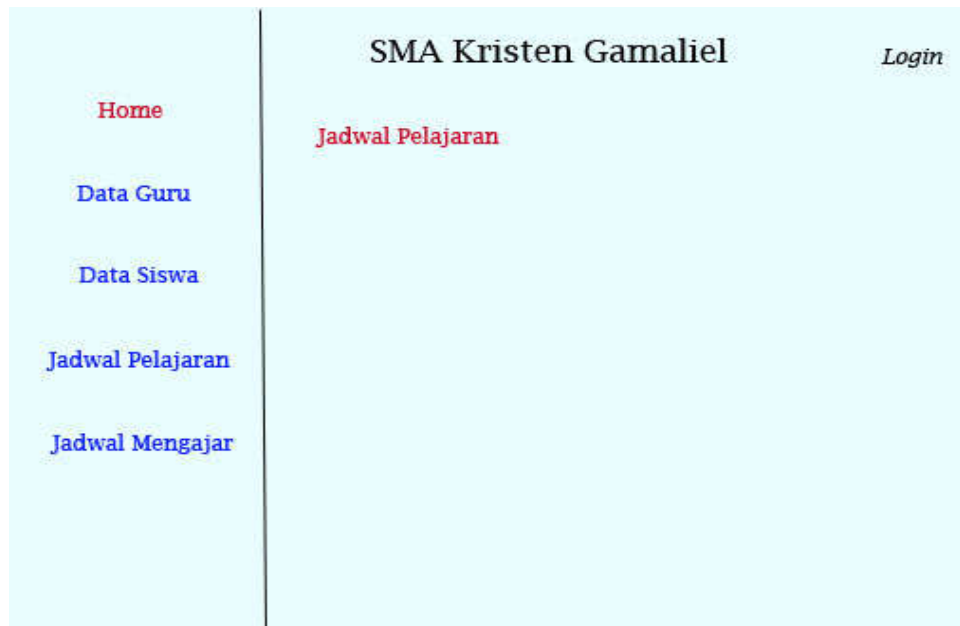 SMA Kristen Gamaliel
Login
Home
Data Guru
Data Siswa
Jadwal Pelajaran
Jadwal Mengajar
Jadwal Pelajaran